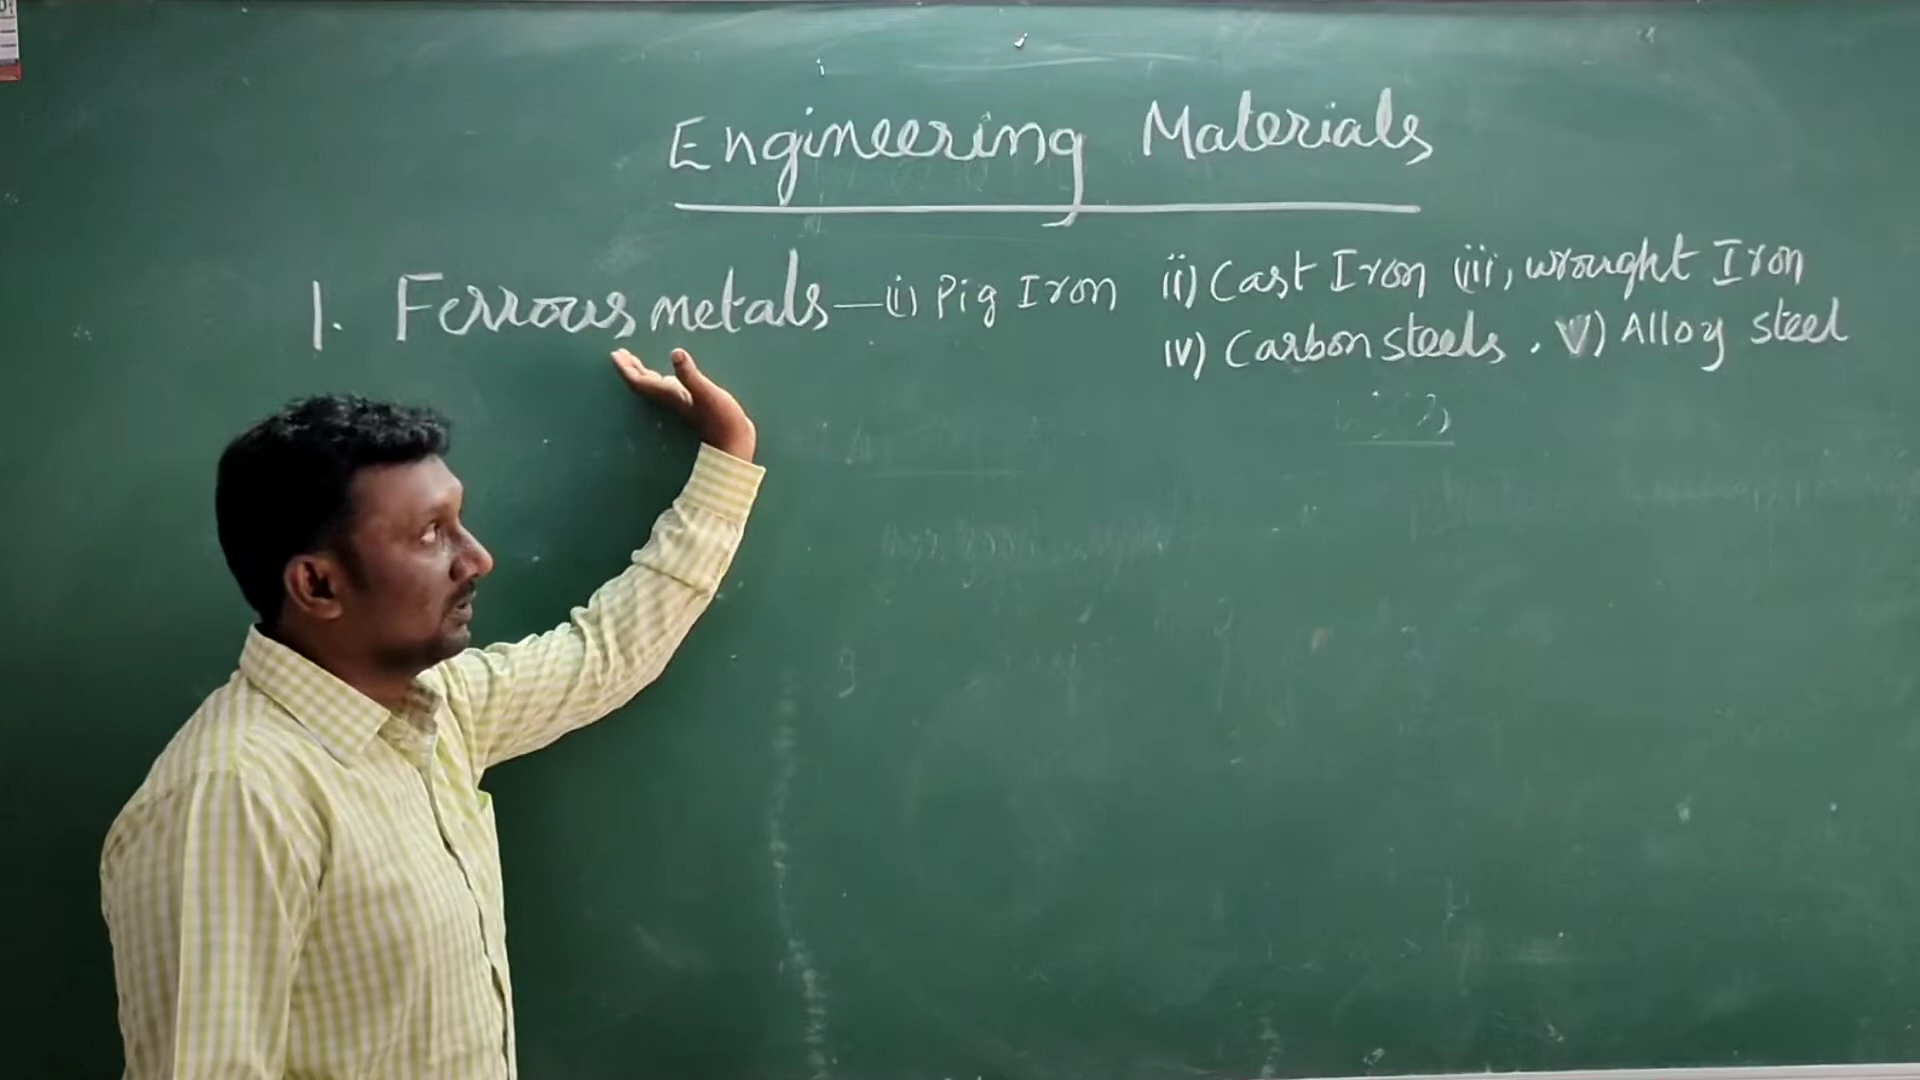 Engineering Materials
1. Ferrous metals — (i) Pig Iron ii) Cast Iron (iii, wrought Iron
iv) Carbon steels. V) Alloy steel